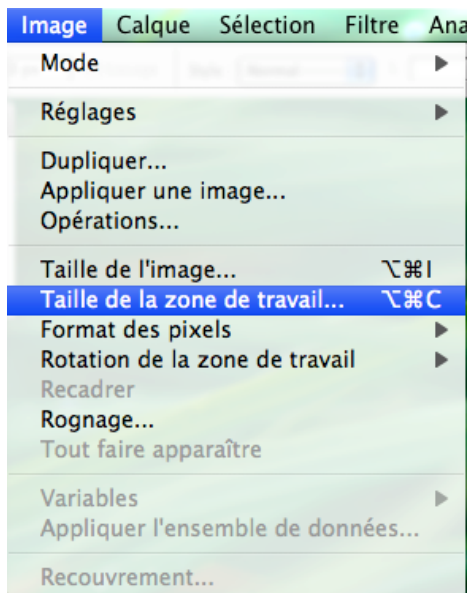 Image Calque Sélection Filtre Ana
Mode
Réglages
Dupliquer...
Appliquer une image...
Opérations...
Taille de l'image... ⌥⌘I
Taille de la zone de travail... ⌥⌘C
Format des pixels
Rotation de la zone de travail
Recadrer
Rognage...
Tout faire apparaître
Variables
Appliquer l'ensemble de données...
Recouvrement...